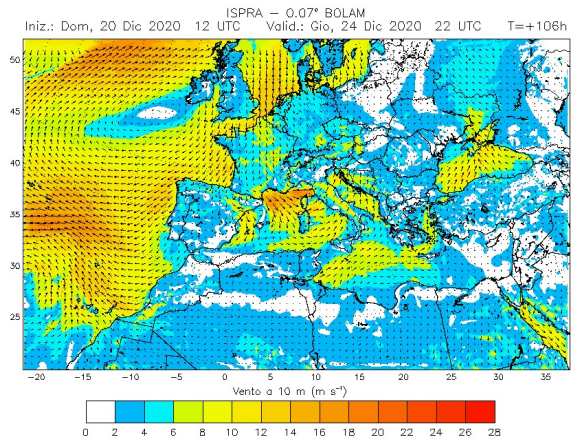 ISPRA – 0.07° BOLAM
Iniz.: Dom, 20 Dic 2020 12 UTC Valid.: Gio, 24 Dic 2020 22 UTC T=+106h
50
45
40
35
30
25
-20 -15 -10 -5 0 5 10 15 20 25 30 35
Vento a 10 m (m s⁻¹)
0 2 4 6 8 10 12 14 16 18 20 22 24 26 28